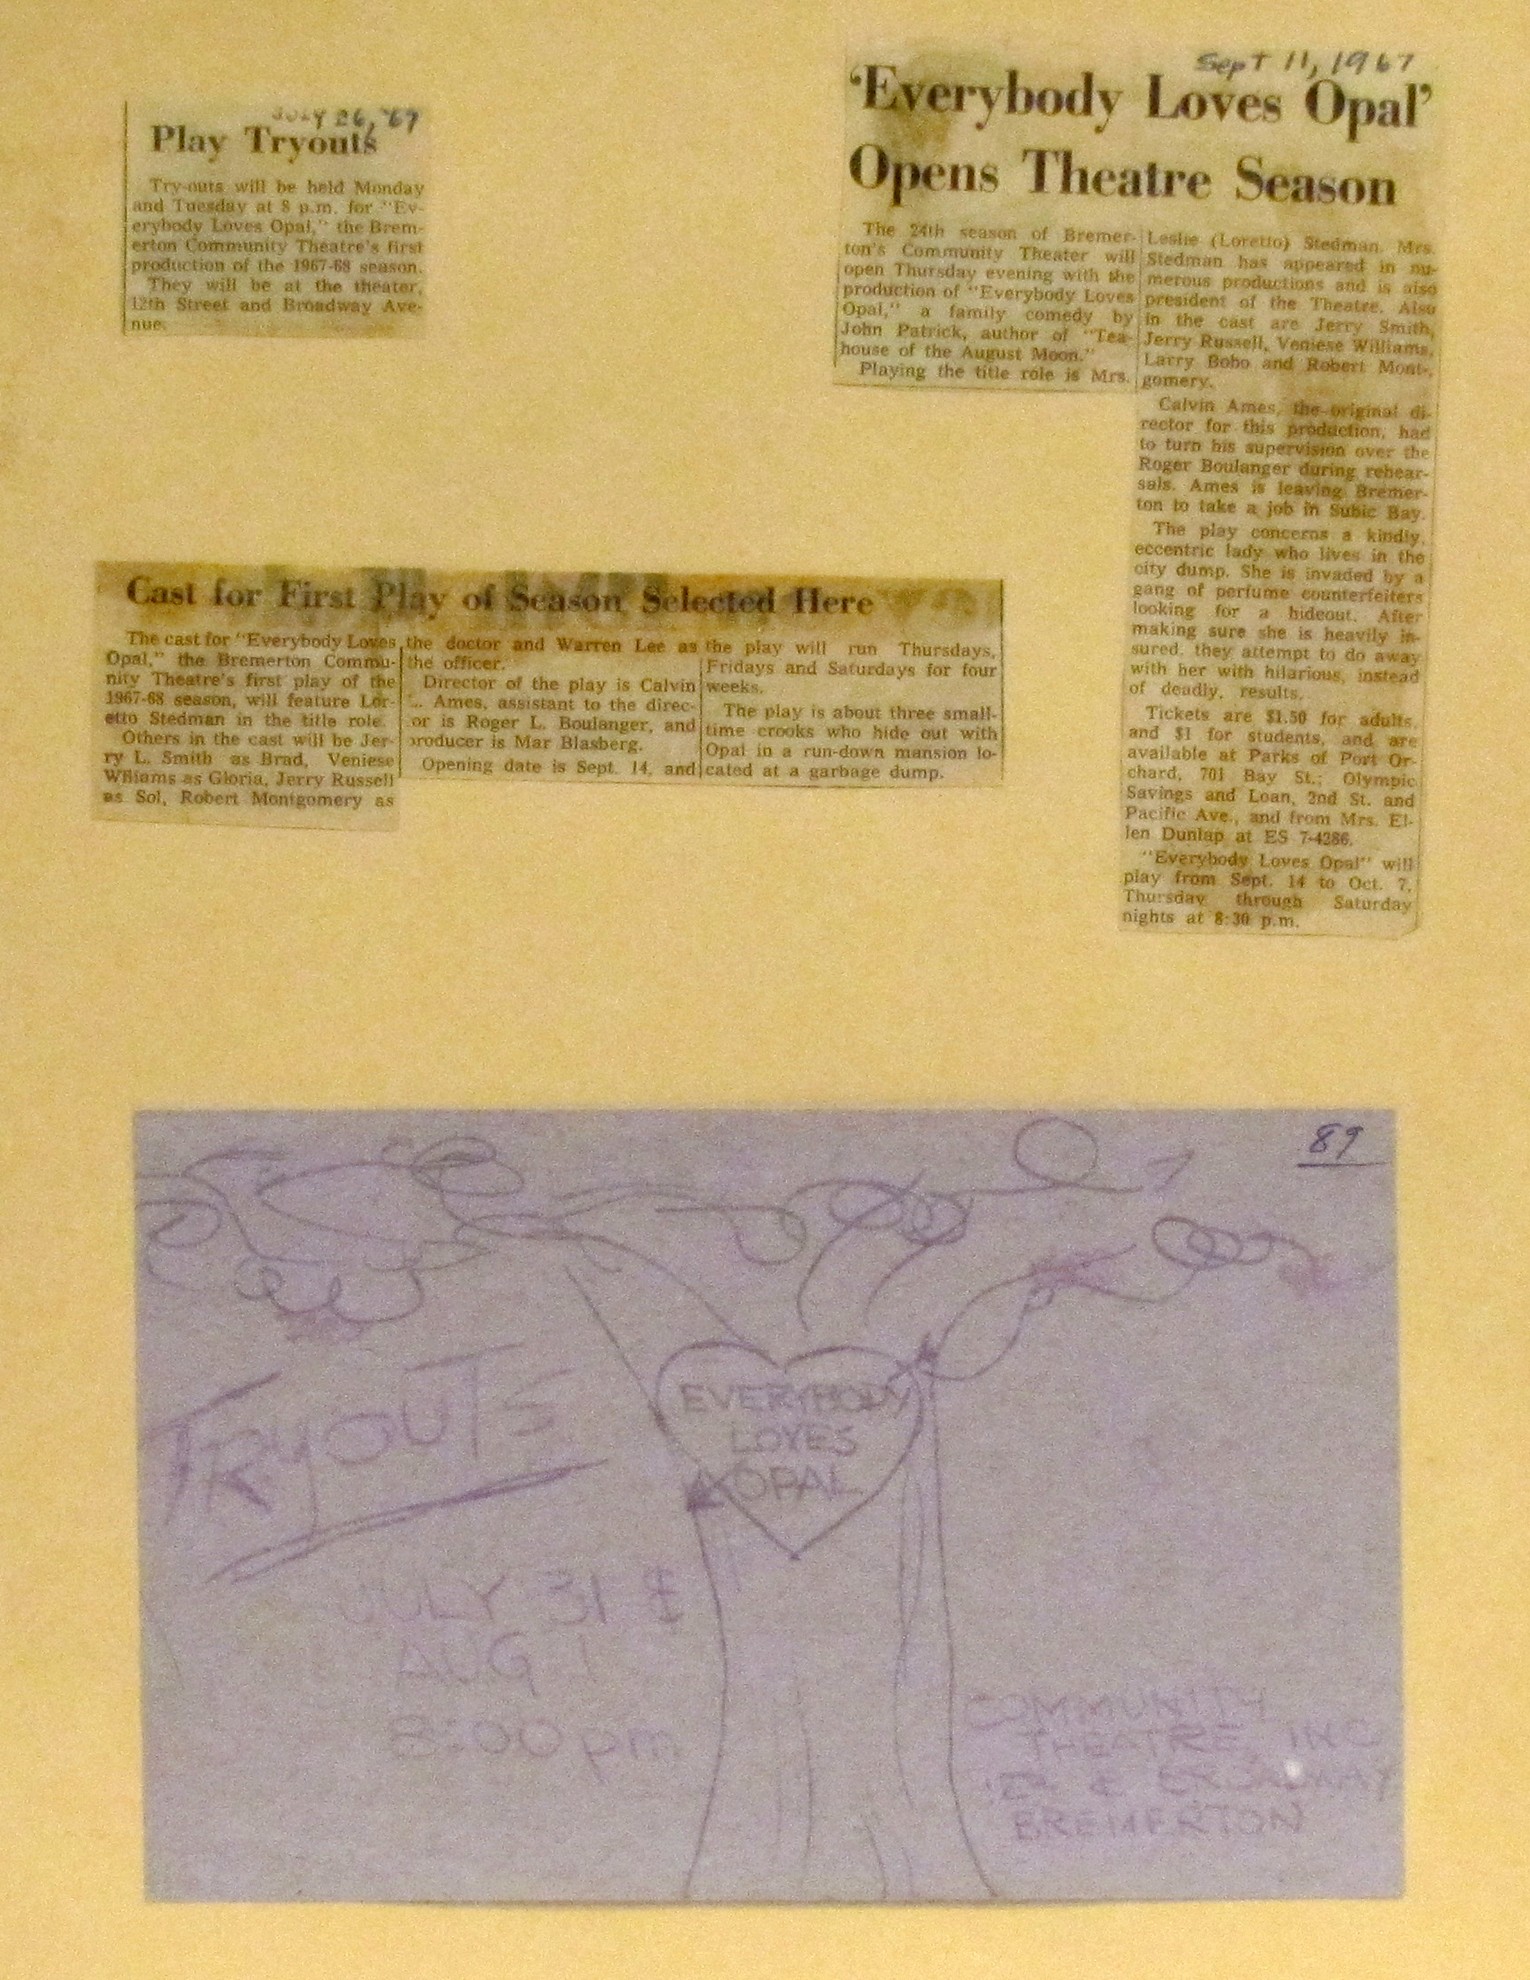 July 26, '67
Play Tryouts
Try-outs will be held Monday
and Tuesday at 8 p.m. for "Ev-
erybody Loves Opal," the Brem-
erton Community Theatre's first
production of the 1967-68 season.
They will be at the theater,
12th Street and Broadway Ave-
nue.
Sept 11, 1967
'Everybody Loves Opal'
Opens Theatre Season
The 24th season of Bremer-
ton's Community Theater will
open Thursday evening with the
production of "Everybody Loves
Opal," a family comedy by
John Patrick, author of "Tea-
house of the August Moon."
Playing the title role is Mrs.
Leslie (Loretto) Stedman. Mrs.
Stedman has appeared in nu-
merous productions and is also
president of the Theatre. Also
in the cast are Jerry Smith,
Jerry Russell, Veniese Williams,
Larry Bobo and Robert Mont-
gomery.
Calvin Ames, the original di-
rector for this production, had
to turn his supervision over the
Roger Boulanger during rehear-
sals. Ames is leaving Bremer-
ton to take a job in Subic Bay.
The play concerns a kindly,
eccentric lady who lives in the
city dump. She is invaded by a
gang of perfume counterfeiters
looking for a hideout. After
making sure she is heavily in-
sured, they attempt to do away
with her with hilarious, instead
of deadly, results.
Tickets are $1.50 for adults,
and $1 for students, and are
available at Parks of Port Or-
chard, 701 Bay St.; Olympic
Savings and Loan, 2nd St. and
Pacific Ave., and from Mrs. El-
len Dunlap at ES 7-4286.
"Everybody Loves Opal" will
play from Sept. 14 to Oct. 7,
Thursday through Saturday
nights at 8:30 p.m.
Cast for First Play of Season Selected Here
The cast for "Everybody Loves
Opal," the Bremerton Commu-
nity Theatre's first play of the
1967-68 season, will feature Lor-
etto Stedman in the title role.
Others in the cast will be Jer-
ry L. Smith as Brad, Veniese
Williams as Gloria, Jerry Russell
as Sol, Robert Montgomery as
the doctor and Warren Lee as
the officer.
Director of the play is Calvin
Ames, assistant to the direc-
or is Roger L. Boulanger, and
producer is Mar Blasberg.
Opening date is Sept. 14, and
the play will run Thursdays,
Fridays and Saturdays for four
weeks.
The play is about three small-
time crooks who hide out with
Opal in a run-down mansion lo-
cated at a garbage dump.
89
EVERYBODY
LOVES
OPAL
TRYOUTS
JULY 31 &
AUG 1
8:00 pm
COMMUNITY
THEATRE, INC
12th & BROADWAY
BREMERTON